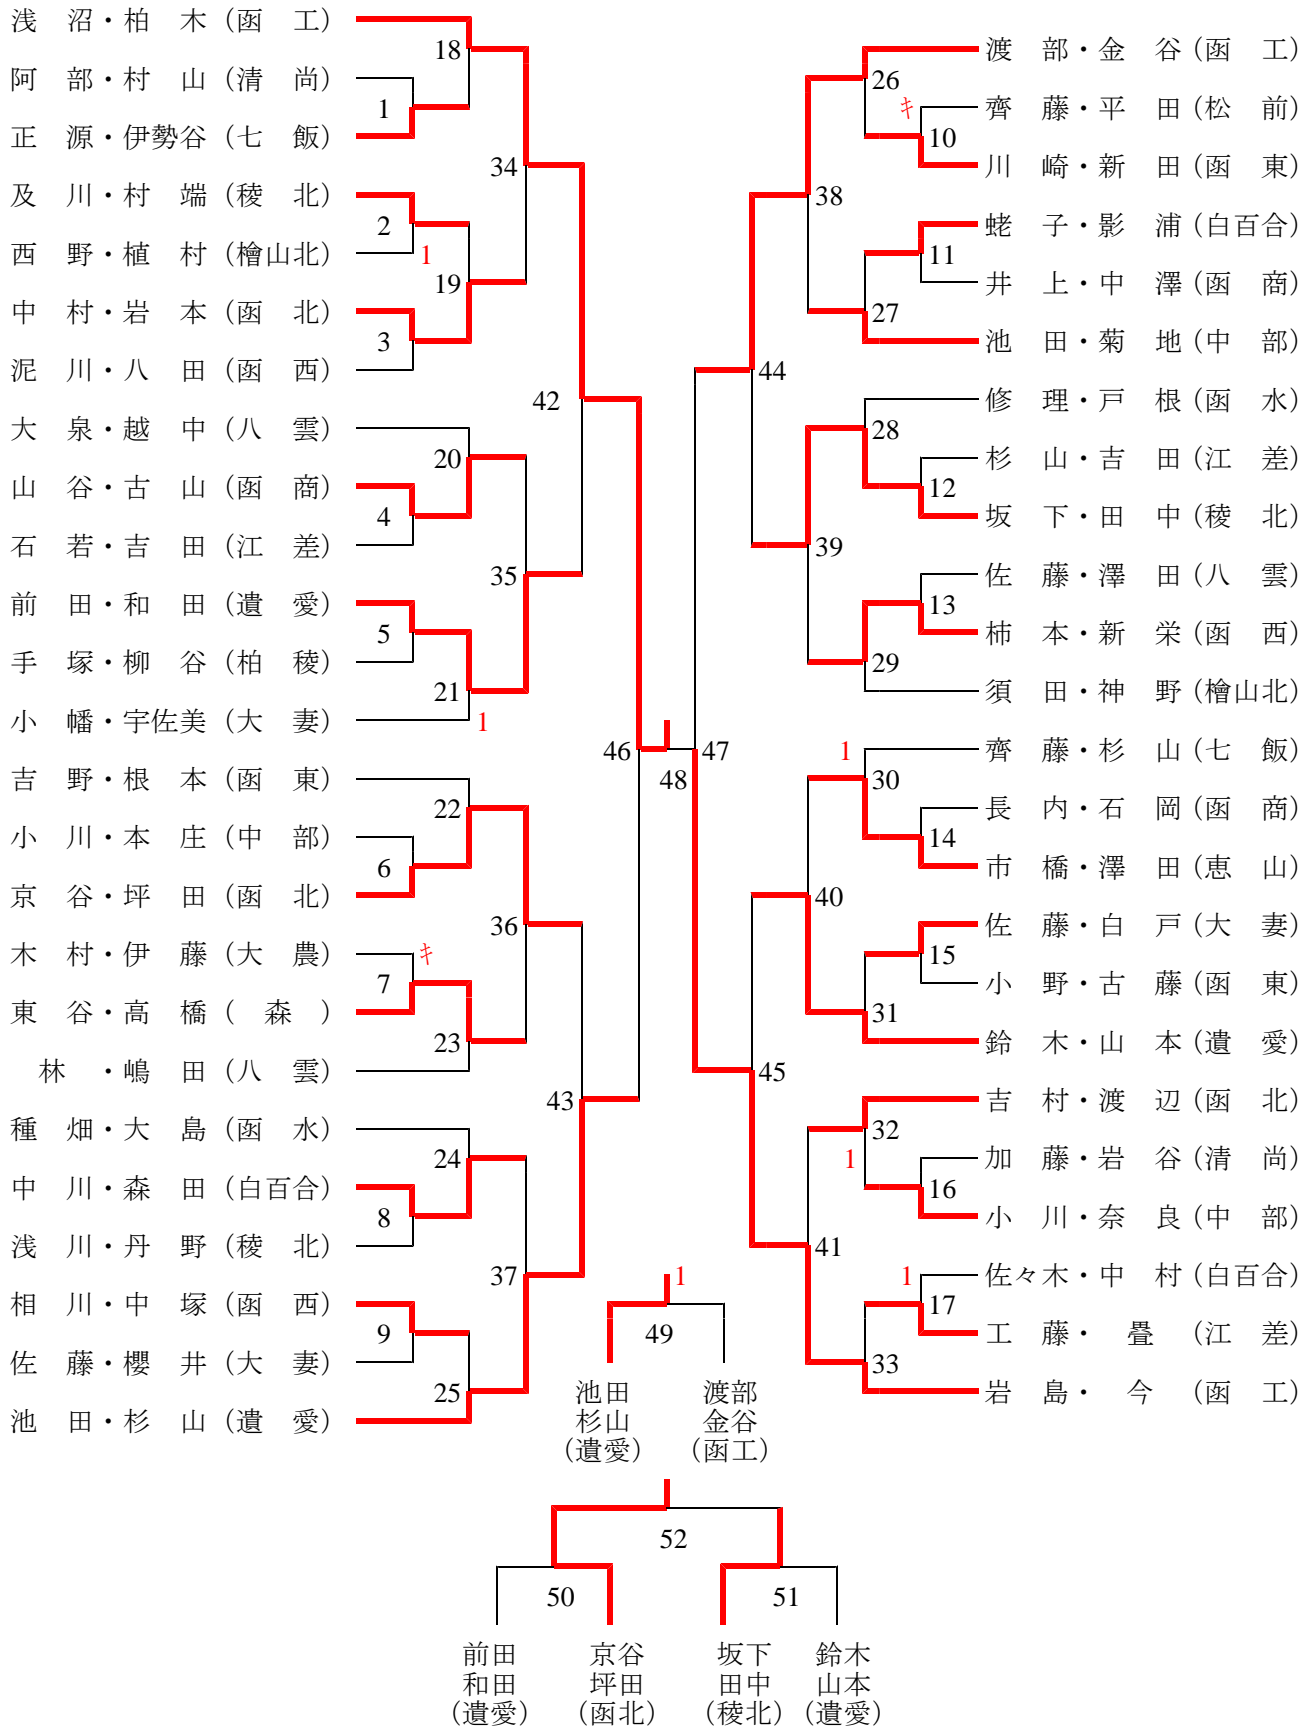 浅　沼・柏　木（函　工）
18
阿　部・村　山（清　尚）
1
正　源・伊勢谷（七　飯）
34
及　川・村　端（稜　北）
2
西　野・植　村（檜山北）
1
19
中　村・岩　本（函　北）
3
泥　川・八　田（函　西）
42
大　泉・越　中（八　雲）
20
山　谷・古　山（函　商）
4
石　若・吉　田（江　差）
35
前　田・和　田（遺　愛）
5
手　塚・柳　谷（柏　稜）
21
小　幡・宇佐美（大　妻）
1
46
吉　野・根　本（函　東）
22
小　川・本　庄（中　部）
6
京　谷・坪　田（函　北）
36
木　村・伊　藤（大　農）
キ
7
東　谷・高　橋（　森　）
23
林　・嶋　田（八　雲）
43
種　畑・大　島（函　水）
24
中　川・森　田（白百合）
8
浅　川・丹　野（稜　北）
37
相　川・中　塚（函　西）
9
佐　藤・櫻　井（大　妻）
25
池　田・杉　山（遺　愛）
渡　部・金　谷（函　工）
26
齊　藤・平　田（松　前）
キ
10
川　崎・新　田（函　東）
38
蛯　子・影　浦（白百合）
11
井　上・中　澤（函　商）
27
池　田・菊　地（中　部）
44
修　理・戸　根（函　水）
28
杉　山・吉　田（江　差）
12
坂　下・田　中（稜　北）
39
佐　藤・澤　田（八　雲）
13
柿　本・新　栄（函　西）
29
須　田・神　野（檜山北）
47
48
齊　藤・杉　山（七　飯）
1
30
長　内・石　岡（函　商）
14
市　橋・澤　田（恵　山）
40
佐　藤・白　戸（大　妻）
15
小　野・古　藤（函　東）
31
鈴　木・山　本（遺　愛）
45
吉　村・渡　辺（函　北）
32
1
加　藤・岩　谷（清　尚）
16
小　川・奈　良（中　部）
41
佐々木・中　村（白百合）
1
17
工　藤・　畳　（江　差）
33
岩　島・　今　（函　工）
1
49
池田
杉山
（遺愛）
渡部
金谷
（函工）
52
50
51
前田
和田
（遺愛）
京谷
坪田
（函北）
坂下
田中
（稜北）
鈴木
山本
（遺愛）